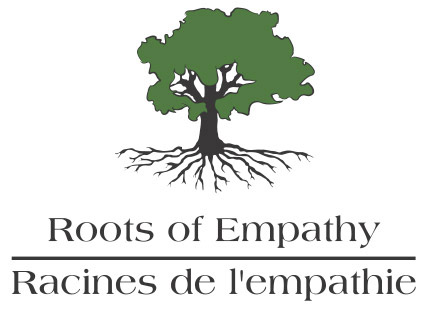 Roots of Empathy
Racines de l'empathie